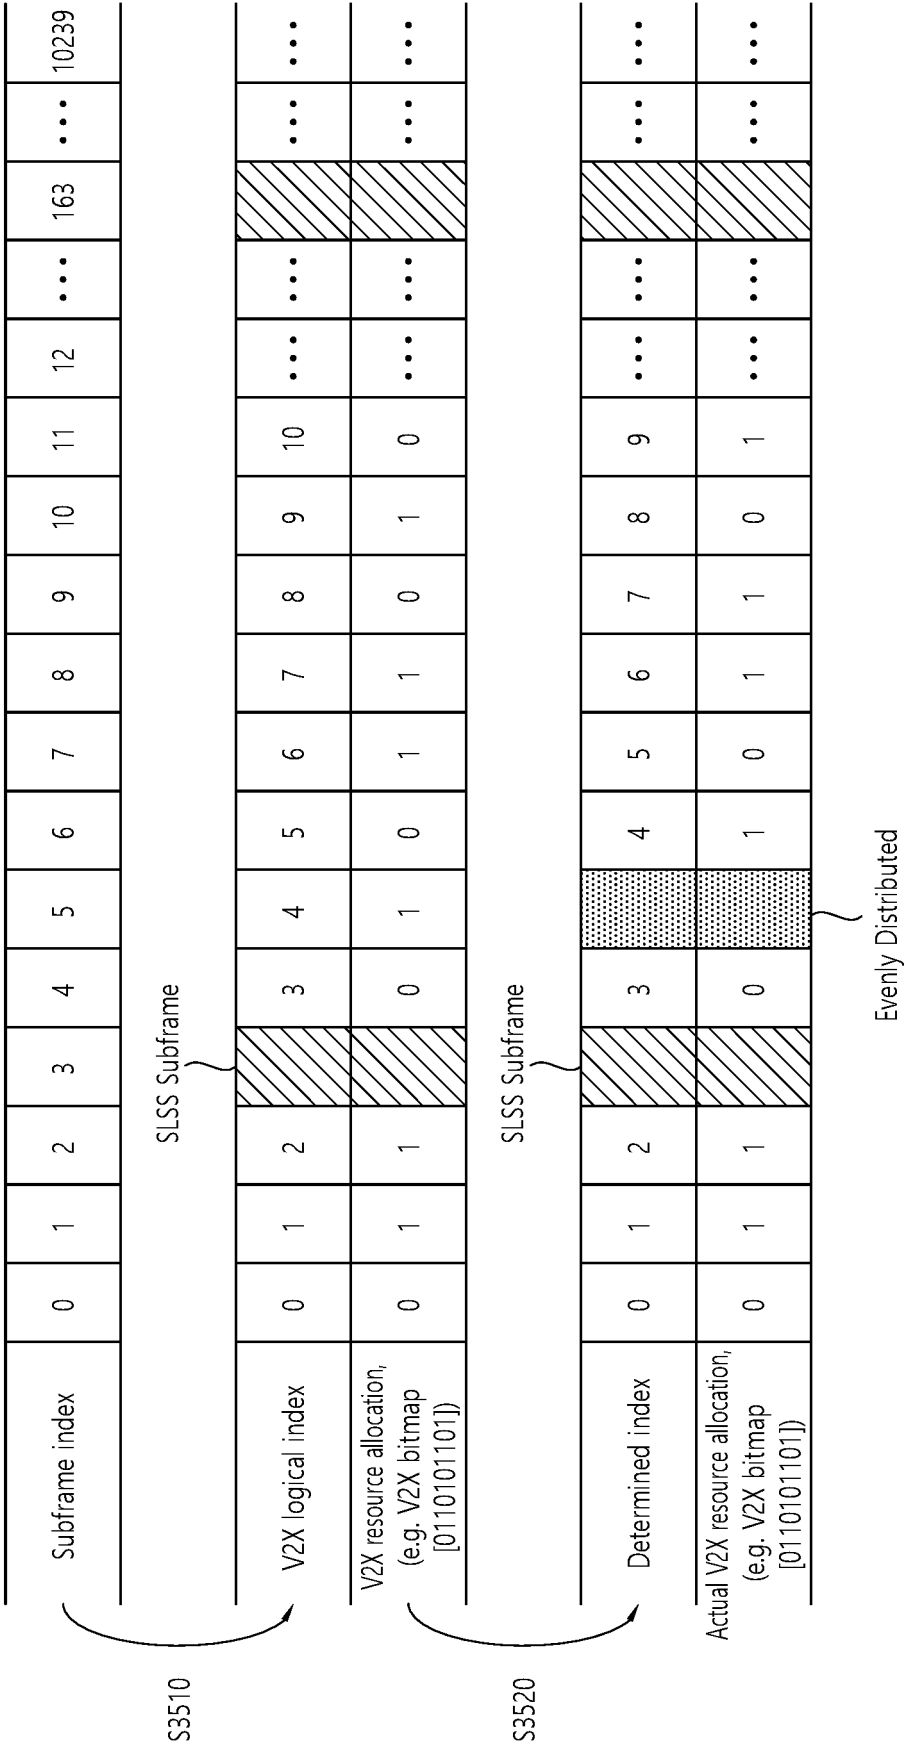 Subframe index 0 1 2 3 4 5 6 7 8 9 10 11 12 ••• 163 ••• 10239
S3510
SLSS Subframe
V2X logical index 0 1 2 3 4 5 6 7 8 9 10 ••• ••• ••• •••
V2X resource allocation,
(e.g. V2X bitmap
[0110101101]) 0 1 1 0 1 0 1 1 0 1 0 ••• ••• ••• •••
S3520
SLSS Subframe
Determined index 0 1 2 3 4 5 6 7 8 9 ••• ••• ••• •••
Actual V2X resource allocation,
(e.g. V2X bitmap
[0110101101]) 0 1 1 0 1 0 1 1 0 1 ••• ••• ••• •••
Evenly Distributed